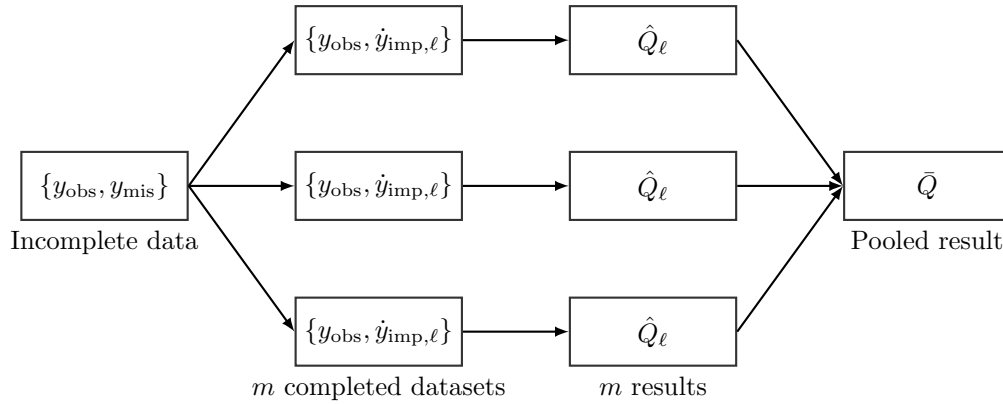 {y_obs, ẏ_imp,ℓ}
Q̂_ℓ
{y_obs, y_mis}
{y_obs, ẏ_imp,ℓ}
Q̂_ℓ
Q̄
Incomplete data
Pooled result
{y_obs, ẏ_imp,ℓ}
Q̂_ℓ
m completed datasets
m results